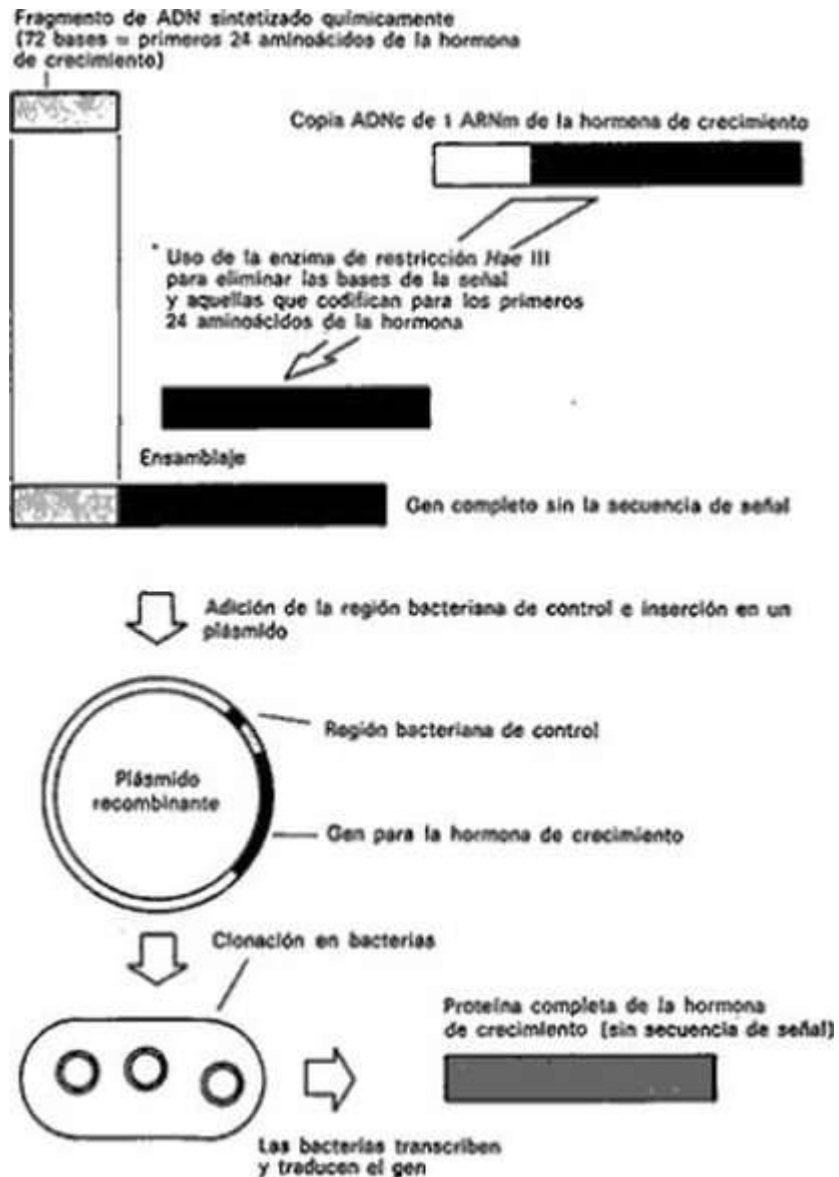 Fragmento de ADN sintetizado químicamente
(72 bases = primeros 24 aminoácidos de la hormona
de crecimiento)
Copia ADNc de 1 ARNm de la hormona de crecimiento
Uso de la enzima de restricción Hae III
para eliminar las bases de la señal
y aquellas que codifican para los primeros
24 aminoácidos de la hormona
Ensamblaje
Gen completo sin la secuencia de señal
Adición de la región bacteriana de control e inserción en un
plásmido
Región bacteriana de control
Plásmido
recombinante
Gen para la hormona de crecimiento
Clonación en bacterias
Proteína completa de la hormona
de crecimiento (sin secuencia de señal)
Las bacterias transcriben
y traducen el gen